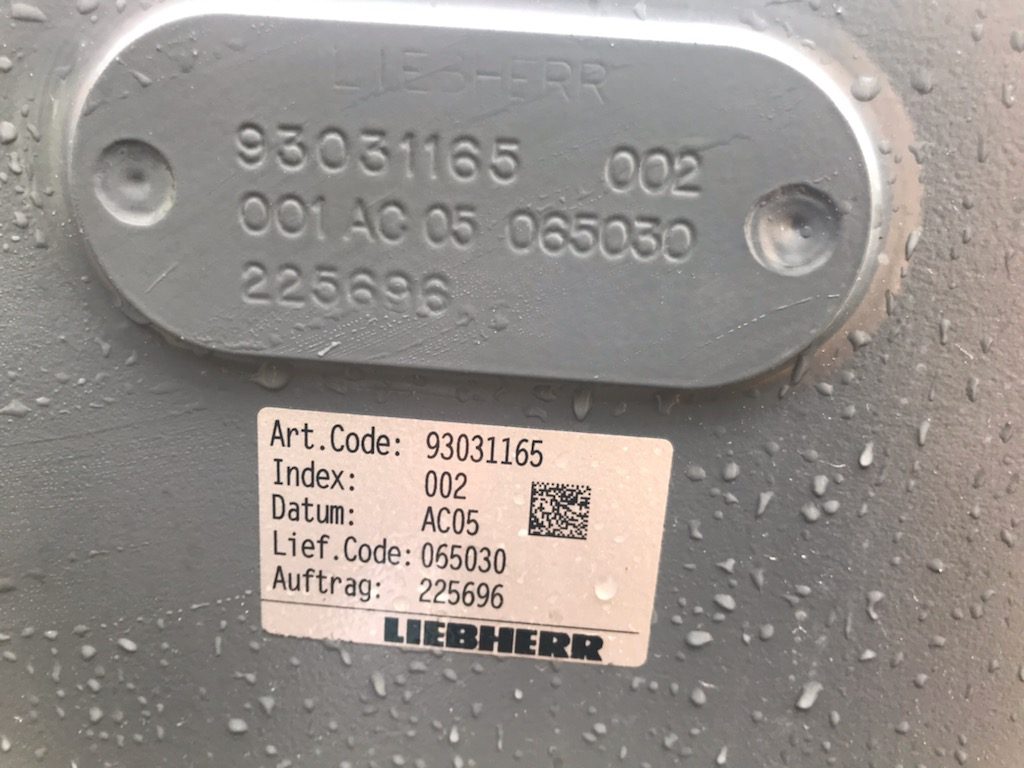 LIEBHERR
93031165 002
001 AC 05 065030
225696
Art.Code: 93031165
Index: 002
Datum: AC05
Lief.Code: 065030
Auftrag: 225696
LIEBHERR